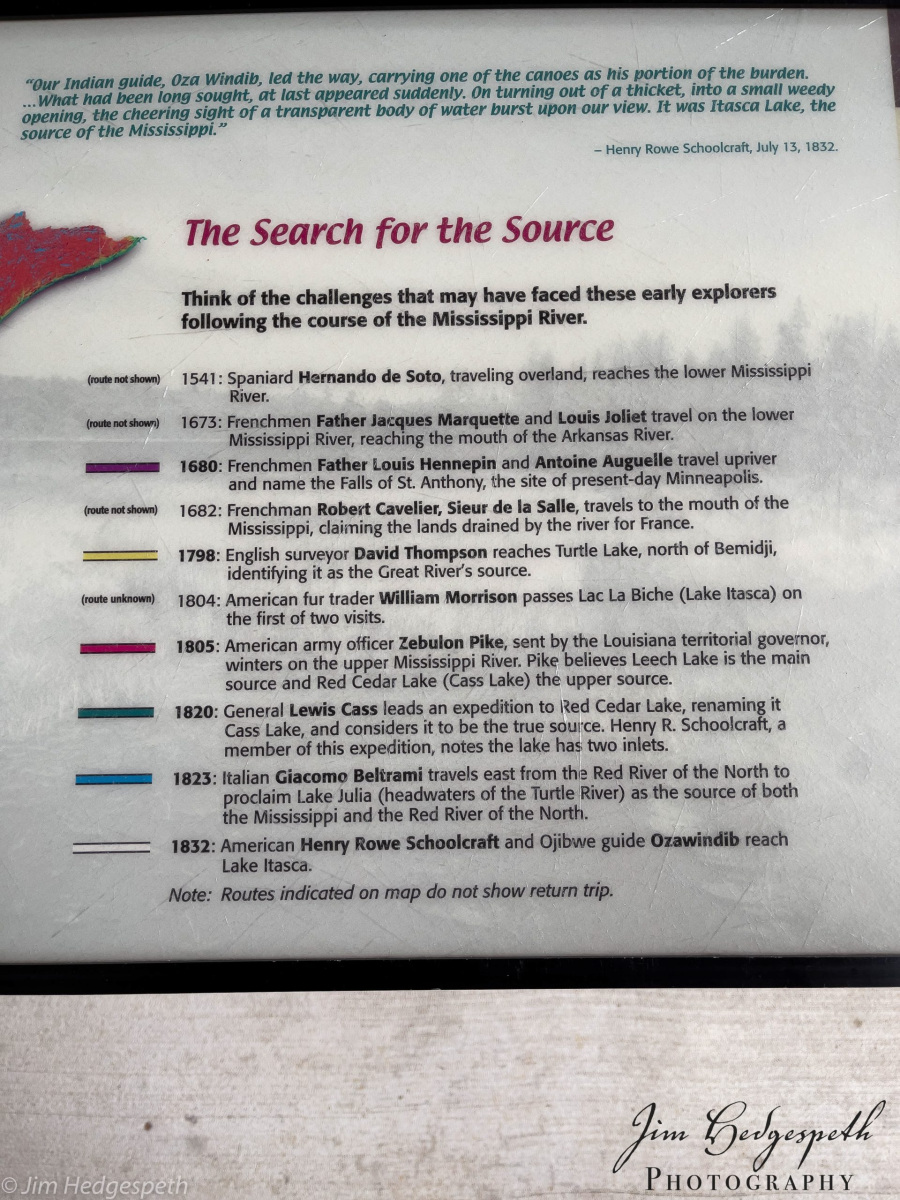 “Our Indian guide, Oza Windib, led the way, carrying one of the canoes as his portion of the burden.
...What had been long sought, at last appeared suddenly. On turning out of a thicket, into a small weedy
opening, the cheering sight of a transparent body of water burst upon our view. It was Itasca Lake, the
source of the Mississippi.”
– Henry Rowe Schoolcraft, July 13, 1832.
The Search for the Source
Think of the challenges that may have faced these early explorers
following the course of the Mississippi River.
(route not shown) 1541: Spaniard Hernando de Soto, traveling overland, reaches the lower Mississippi
River.
(route not shown) 1673: Frenchmen Father Jacques Marquette and Louis Joliet travel on the lower
Mississippi River, reaching the mouth of the Arkansas River.
1680: Frenchmen Father Louis Hennepin and Antoine Auguelle travel upriver
and name the Falls of St. Anthony, the site of present-day Minneapolis.
(route not shown) 1682: Frenchman Robert Cavelier, Sieur de la Salle, travels to the mouth of the
Mississippi, claiming the lands drained by the river for France.
1798: English surveyor David Thompson reaches Turtle Lake, north of Bemidji,
identifying it as the Great River’s source.
(route unknown) 1804: American fur trader William Morrison passes Lac La Biche (Lake Itasca) on
the first of two visits.
1805: American army officer Zebulon Pike, sent by the Louisiana territorial governor,
winters on the upper Mississippi River. Pike believes Leech Lake is the main
source and Red Cedar Lake (Cass Lake) the upper source.
1820: General Lewis Cass leads an expedition to Red Cedar Lake, renaming it
Cass Lake, and considers it to be the true source. Henry R. Schoolcraft, a
member of this expedition, notes the lake has two inlets.
1823: Italian Giacomo Beltrami travels east from the Red River of the North to
proclaim Lake Julia (headwaters of the Turtle River) as the source of both
the Mississippi and the Red River of the North.
1832: American Henry Rowe Schoolcraft and Ojibwe guide Ozawindib reach
Lake Itasca.
Note: Routes indicated on map do not show return trip.
Jim Hedgespeth
PHOTOGRAPHY
© Jim Hedgespeth